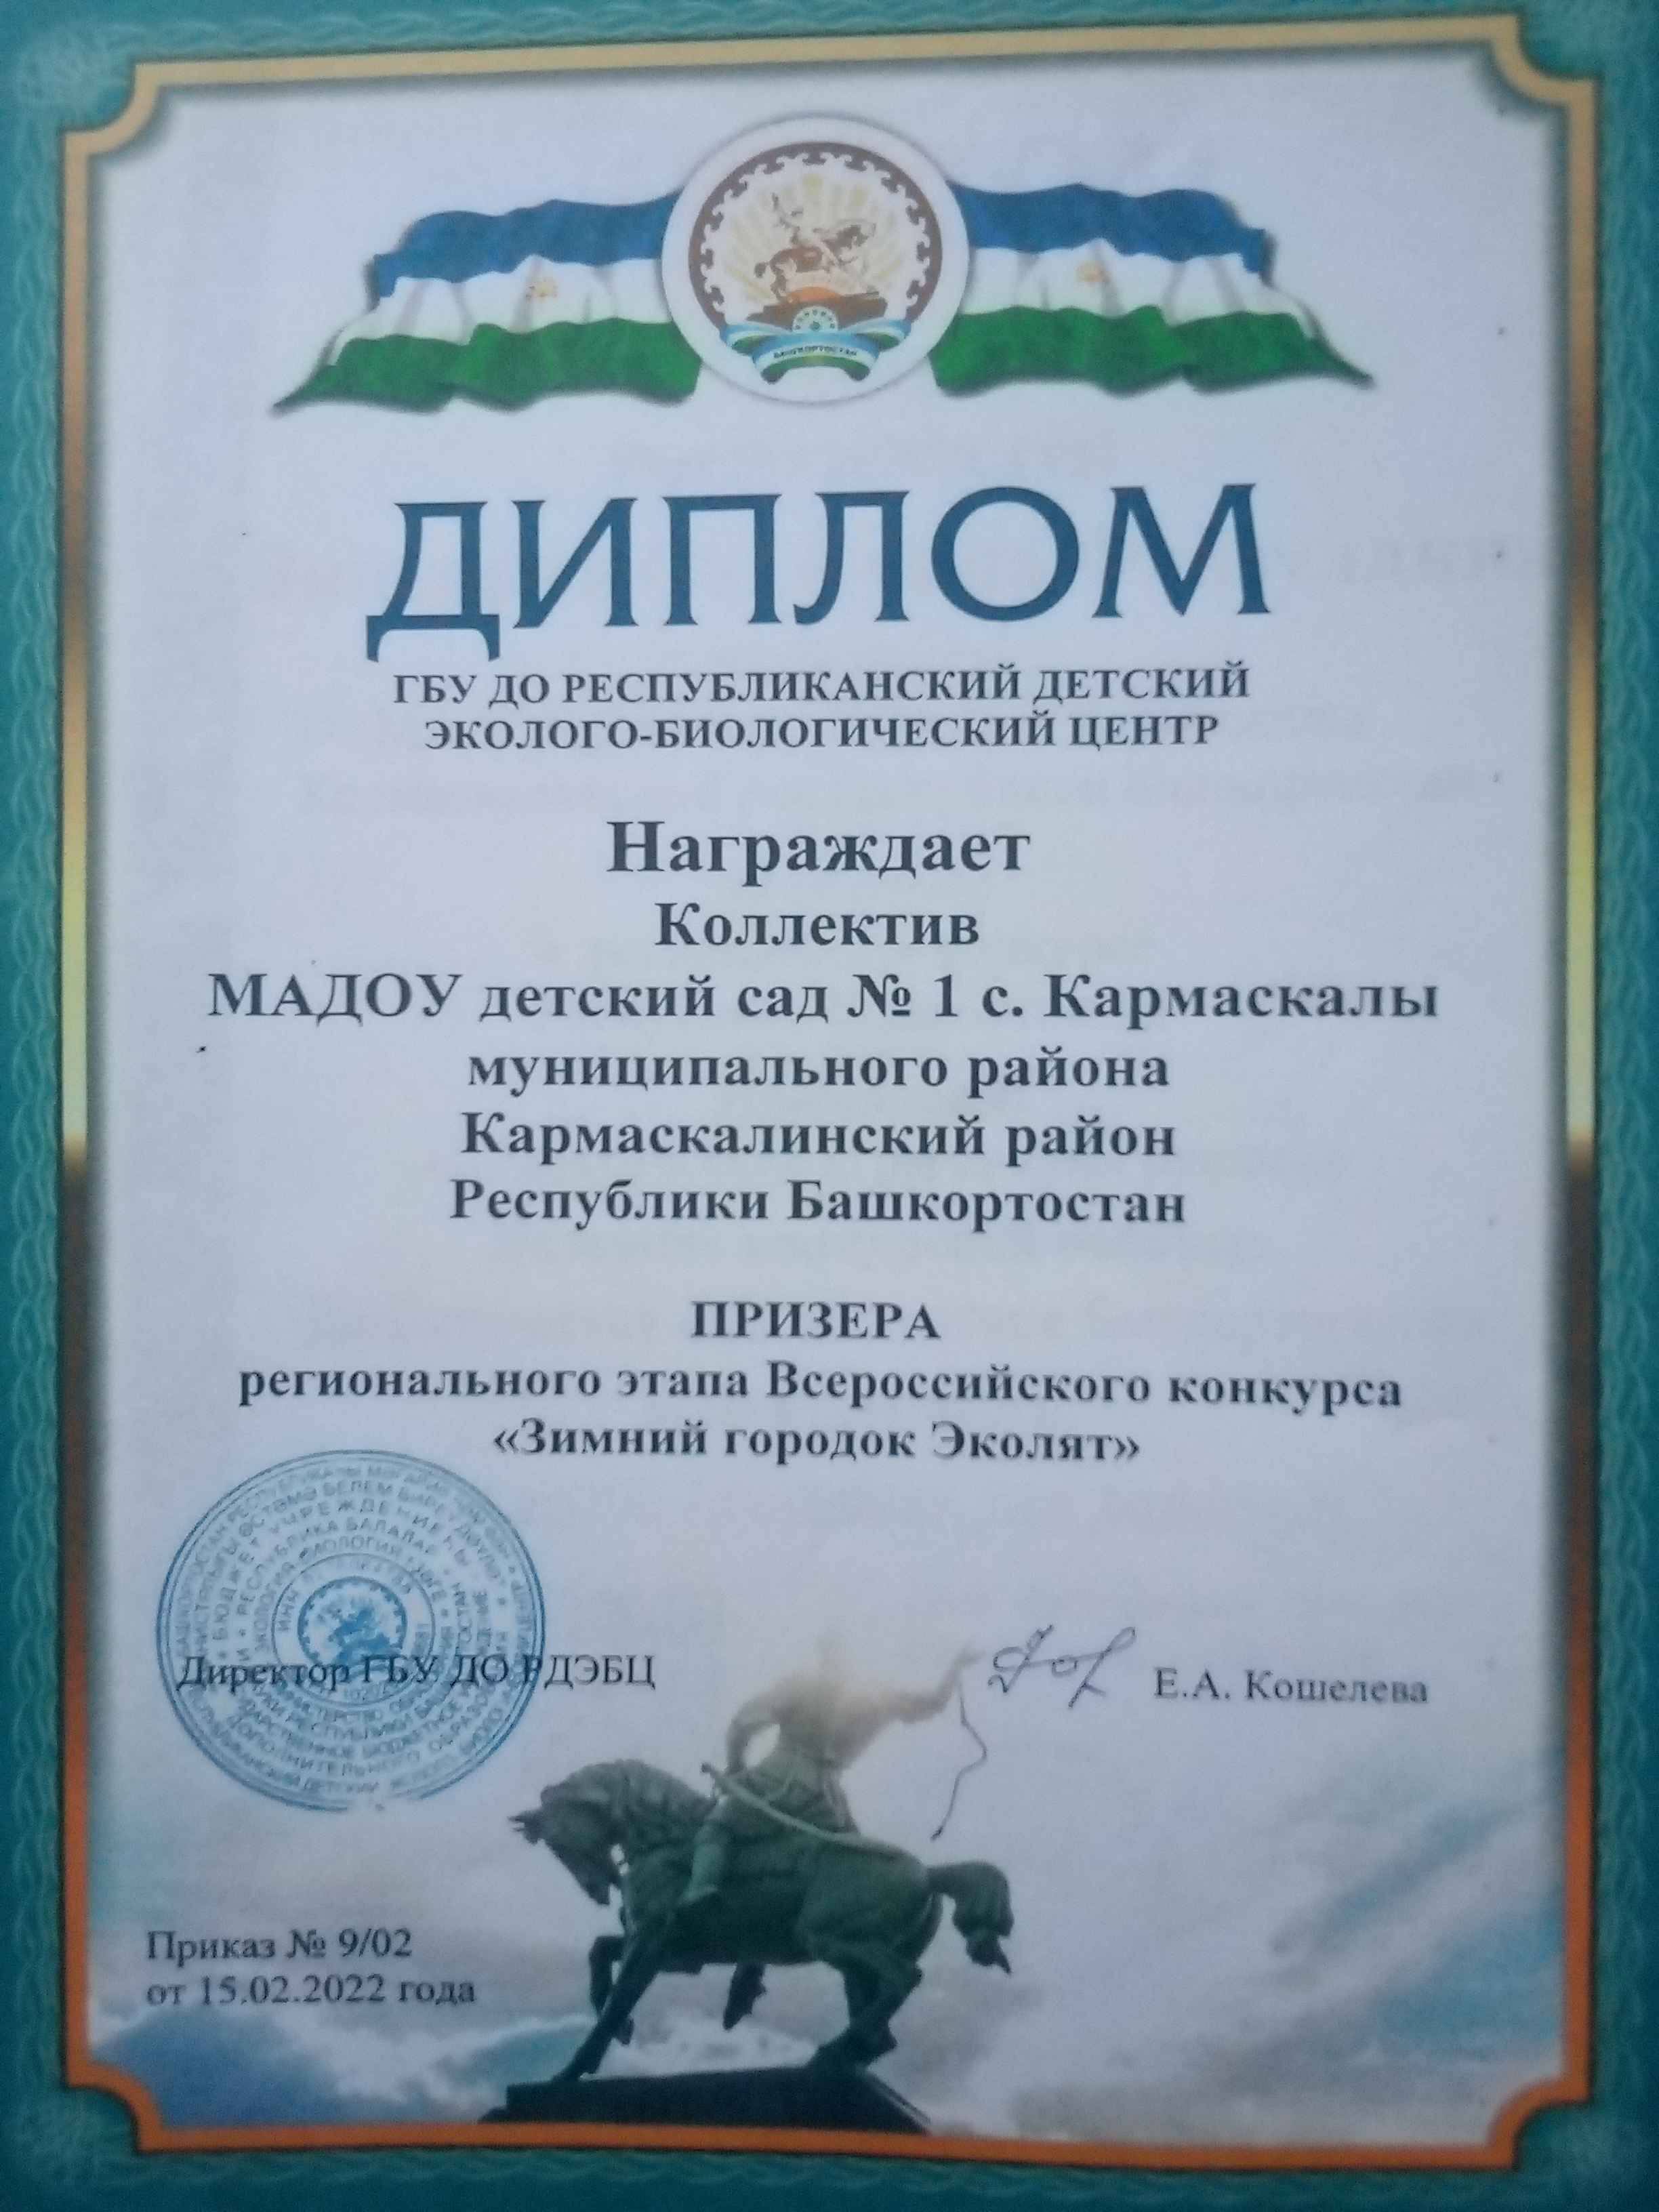 БАШКОРТОСТАН
ДИПЛОМ
ГБУ ДО РЕСПУБЛИКАНСКИЙ ДЕТСКИЙ
ЭКОЛОГО-БИОЛОГИЧЕСКИЙ ЦЕНТР
Награждает
Коллектив
МАДОУ детский сад № 1 с. Кармаскалы
муниципального района
Кармаскалинский район
Республики Башкортостан
ПРИЗЕРА
регионального этапа Всероссийского конкурса
«Зимний городок Эколят»
Директор ГБУ ДО РДЭБЦ
Е.А. Кошелева
Приказ № 9/02
от 15.02.2022 года